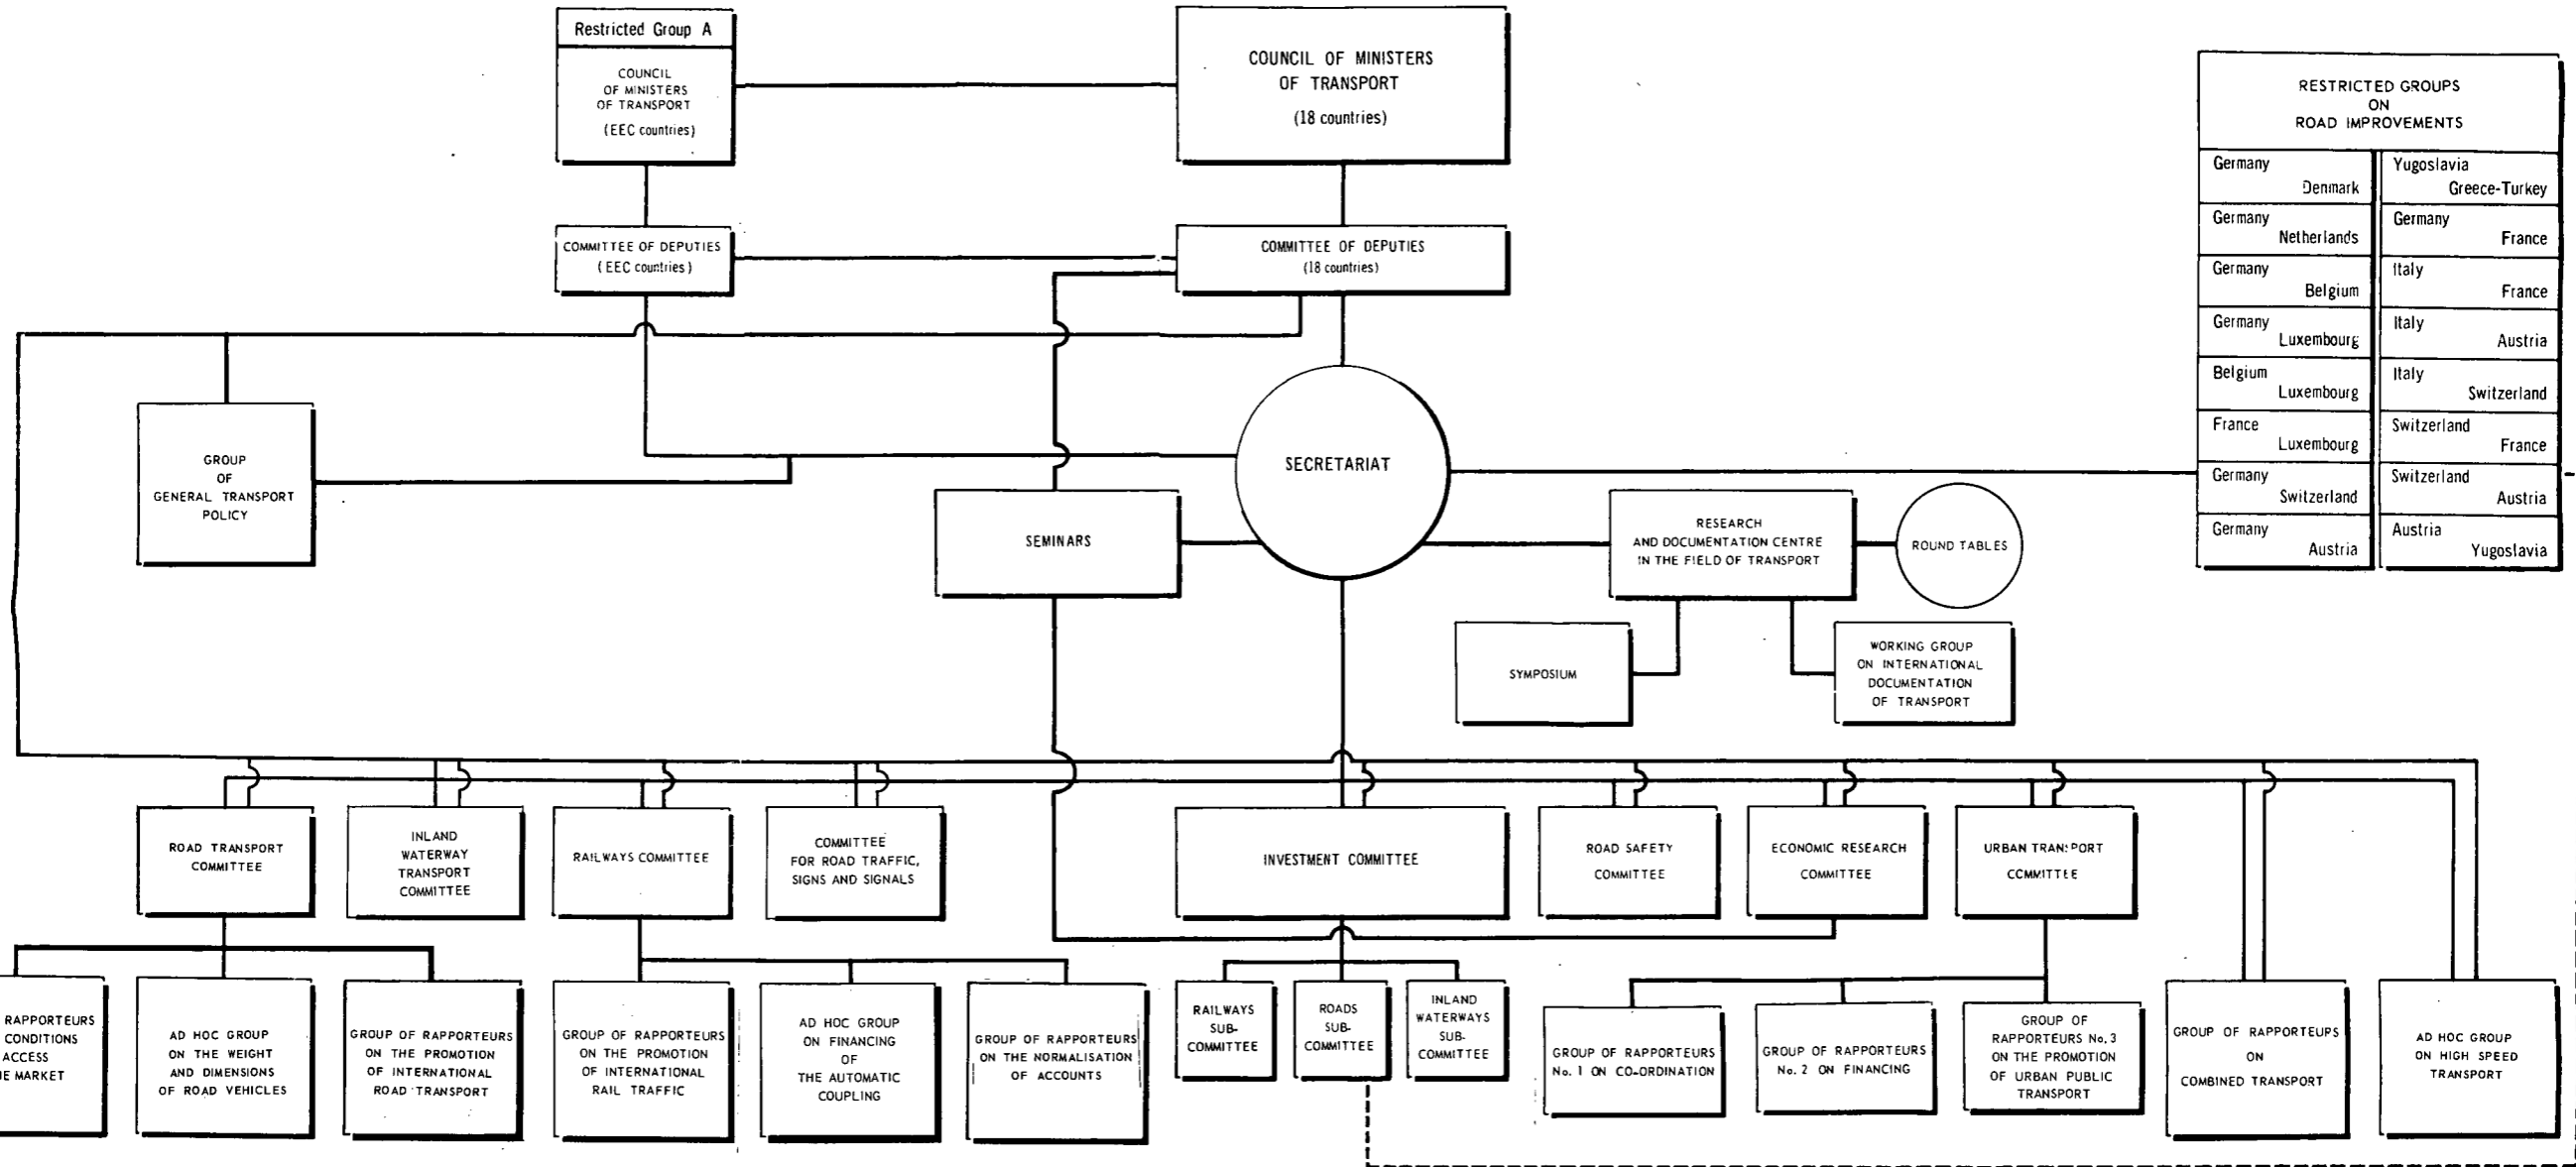 Restricted Group A
COUNCIL
OF MINISTERS
OF TRANSPORT
(EEC countries)
COUNCIL OF MINISTERS
OF TRANSPORT
(18 countries)
RESTRICTED GROUPS
ON
ROAD IMPROVEMENTS
Germany
Denmark
Yugoslavia
Greece-Turkey
Germany
Netherlands
Germany
France
Germany
Belgium
Italy
France
Germany
Luxembourg
Italy
Austria
Belgium
Luxembourg
Italy
Switzerland
France
Luxembourg
Switzerland
France
Germany
Switzerland
Switzerland
Austria
Germany
Austria
Austria
Yugoslavia
COMMITTEE OF DEPUTIES
(EEC countries)
COMMITTEE OF DEPUTIES
(18 countries)
GROUP
OF
GENERAL TRANSPORT
POLICY
SECRETARIAT
SEMINARS
RESEARCH
AND DOCUMENTATION CENTRE
IN THE FIELD OF TRANSPORT
ROUND TABLES
SYMPOSIUM
WORKING GROUP
ON INTERNATIONAL
DOCUMENTATION
OF TRANSPORT
ROAD TRANSPORT
COMMITTEE
INLAND
WATERWAY
TRANSPORT
COMMITTEE
RAILWAYS COMMITTEE
COMMITTEE
FOR ROAD TRAFFIC,
SIGNS AND SIGNALS
INVESTMENT COMMITTEE
ROAD SAFETY
COMMITTEE
ECONOMIC RESEARCH
COMMITTEE
URBAN TRANSPORT
COMMITTEE
RAPPORTEURS
CONDITIONS
ACCESS
MARKET
AD HOC GROUP
ON THE WEIGHT
AND DIMENSIONS
OF ROAD VEHICLES
GROUP OF RAPPORTEURS
ON THE PROMOTION
OF INTERNATIONAL
ROAD TRANSPORT
GROUP OF RAPPORTEURS
ON THE PROMOTION
OF INTERNATIONAL
RAIL TRAFFIC
AD HOC GROUP
ON FINANCING
OF
THE AUTOMATIC
COUPLING
GROUP OF RAPPORTEURS
ON THE NORMALISATION
OF ACCOUNTS
RAILWAYS
SUB-
COMMITTEE
ROADS
SUB-
COMMITTEE
INLAND
WATERWAYS
SUB-
COMMITTEE
GROUP OF RAPPORTEURS
No. 1 ON CO-ORDINATION
GROUP OF RAPPORTEURS
No. 2 ON FINANCING
GROUP OF
RAPPORTEURS No. 3
ON THE PROMOTION
OF URBAN PUBLIC
TRANSPORT
GROUP OF RAPPORTEURS
ON
COMBINED TRANSPORT
AD HOC GROUP
ON HIGH SPEED
TRANSPORT